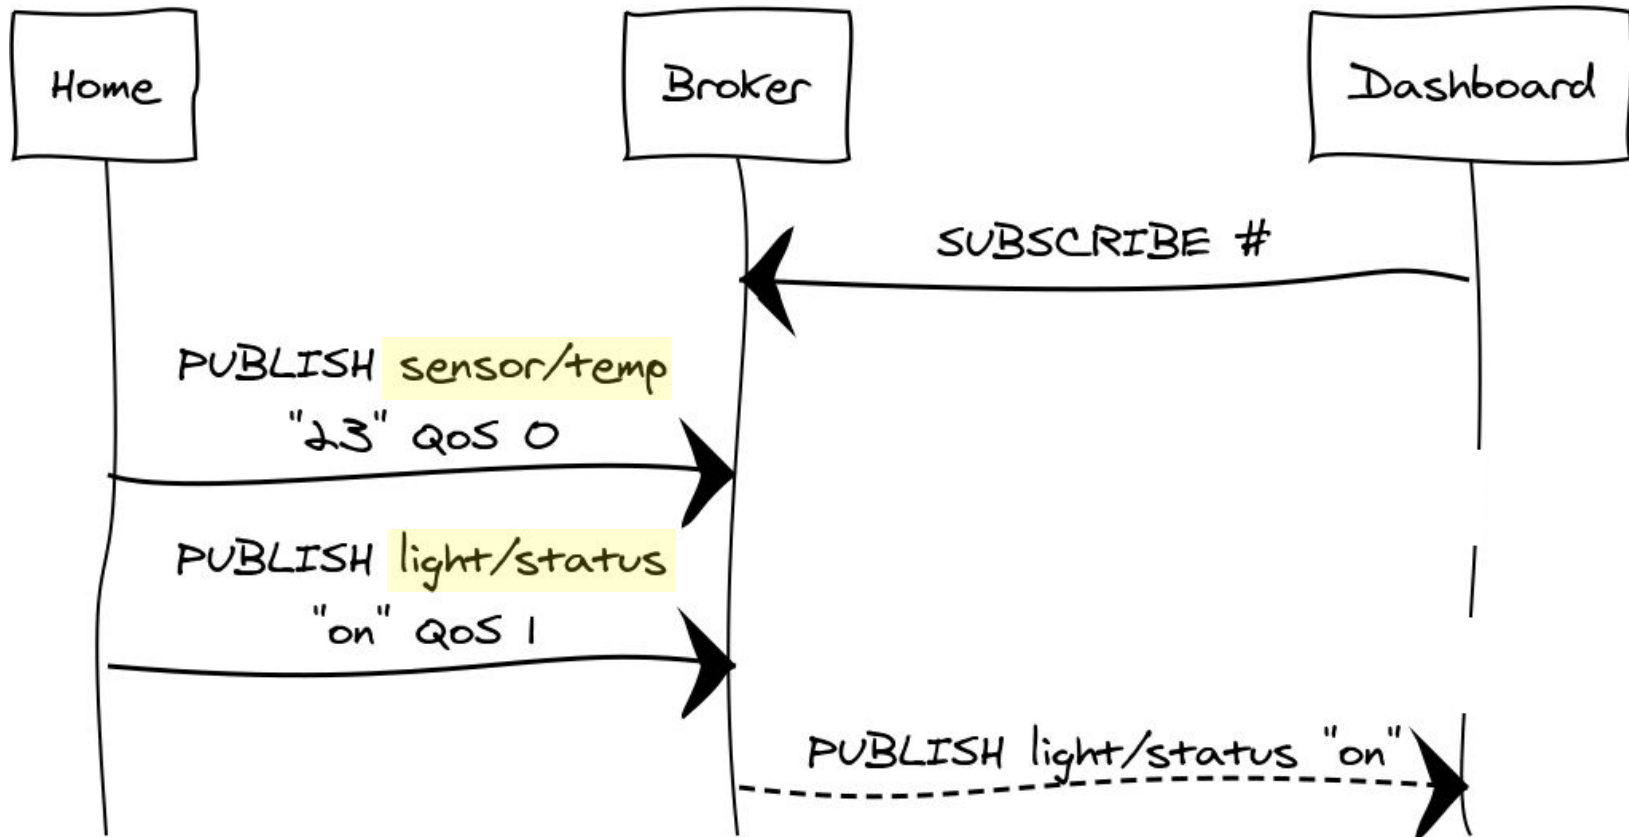 Home
Broker
Dashboard
SUBSCRIBE #
PUBLISH sensor/temp
"23" QoS 0
PUBLISH light/status
"on" QoS 1
PUBLISH light/status "on"